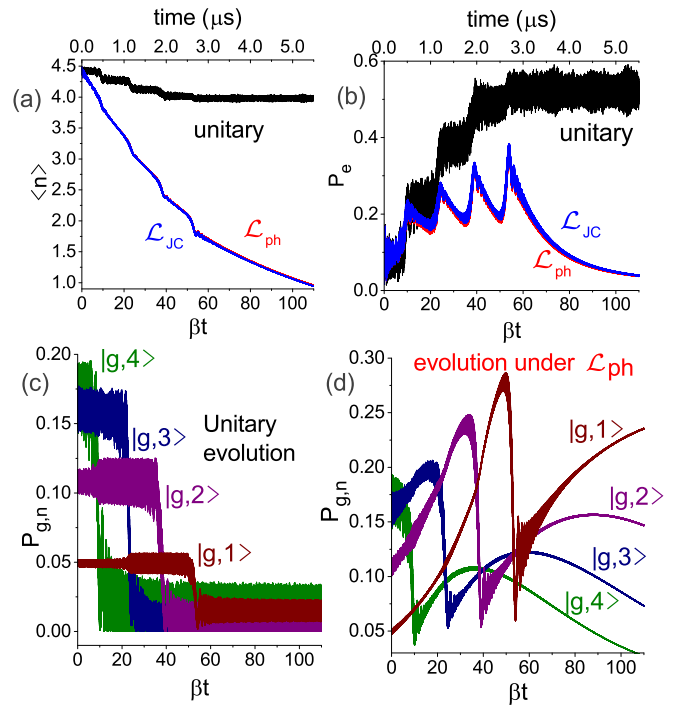 time (μs)
0.0 1.0 2.0 3.0 4.0 5.0
4.5
4.0
3.5
3.0
2.5
2.0
1.5
1.0
<n>
(a)
unitary
ℒJC
ℒph
0 20 40 60 80 100
βt
time (μs)
0.0 1.0 2.0 3.0 4.0 5.0
0.6
0.4
0.2
0.0
Pe
(b)
unitary
ℒJC
ℒph
0 20 40 60 80 100
βt
0.20
0.15
0.10
0.05
0.00
Pg,n
(c)
|g,4>
|g,3>
|g,2>
|g,1>
Unitary
evolution
0 20 40 60 80 100
βt
0.30
0.25
0.20
0.15
0.10
0.05
Pg,n
(d)
evolution under ℒph
|g,1>
|g,2>
|g,3>
|g,4>
0 20 40 60 80 100
βt